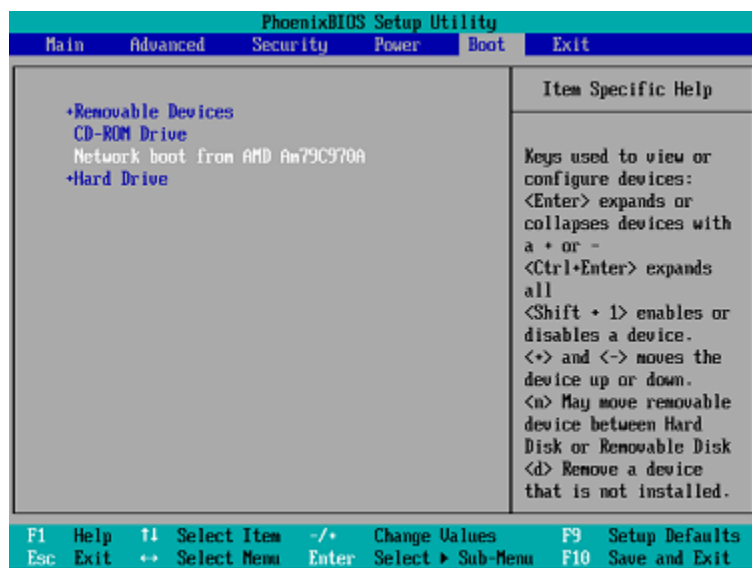 PhoenixBIOS Setup Utility
Main Advanced Security Power Boot Exit
+Removable Devices
CD-ROM Drive
Network boot from AMD Am79C970A
+Hard Drive
Item Specific Help
Keys used to view or
configure devices:
<Enter> expands or
collapses devices with
a + or -
<Ctrl+Enter> expands
all
<Shift + 1> enables or
disables a device.
<+> and <-> moves the
device up or down.
<n> May move removable
device between Hard
Disk or Removable Disk
<d> Remove a device
that is not installed.
F1 Help ↑↓ Select Item -/+ Change Values F9 Setup Defaults
Esc Exit ↔ Select Menu Enter Select ▶ Sub-Menu F10 Save and Exit